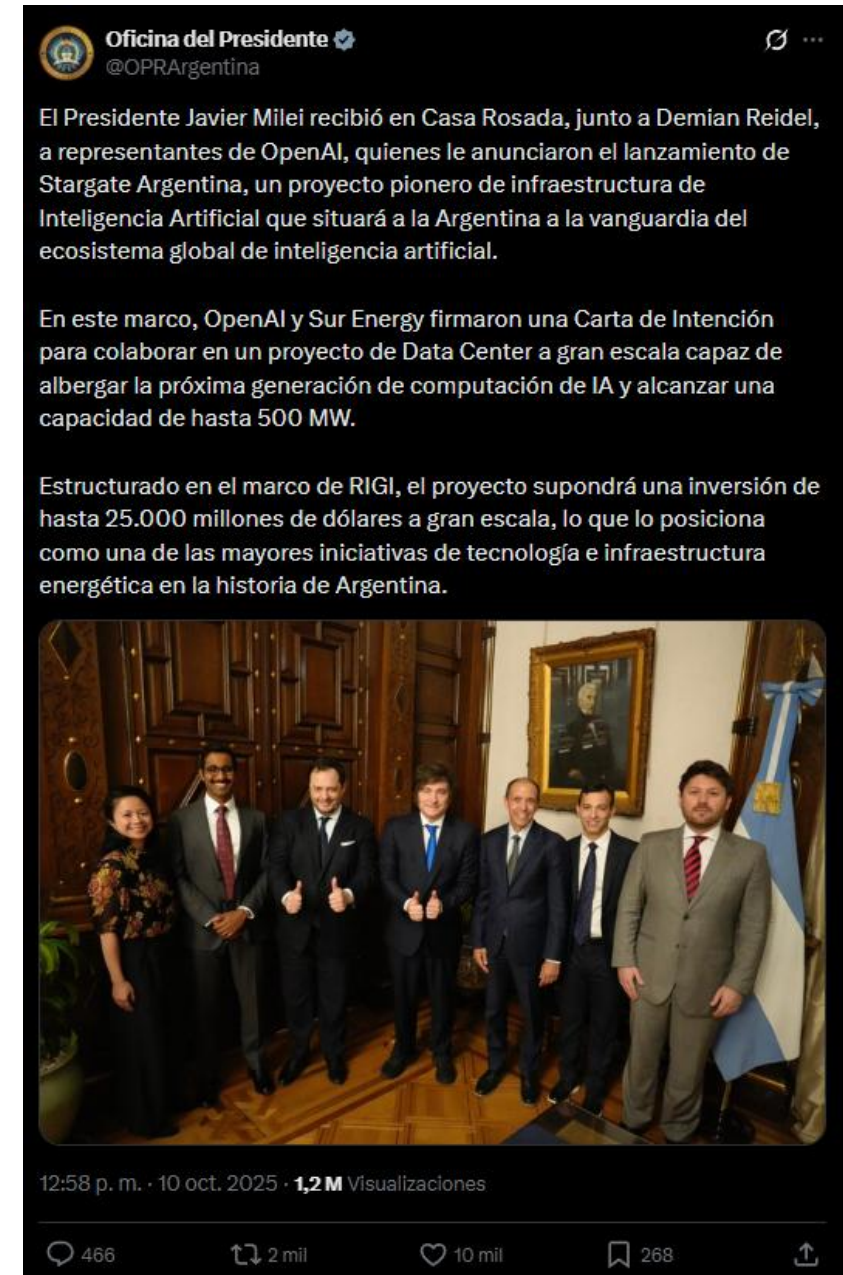 Oficina del Presidente
@OPRArgentina
El Presidente Javier Milei recibió en Casa Rosada, junto a Demian Reidel,
a representantes de OpenAI, quienes le anunciaron el lanzamiento de
Stargate Argentina, un proyecto pionero de infraestructura de
Inteligencia Artificial que situará a la Argentina a la vanguardia del
ecosistema global de inteligencia artificial.
En este marco, OpenAI y Sur Energy firmaron una Carta de Intención
para colaborar en un proyecto de Data Center a gran escala capaz de
albergar la próxima generación de computación de IA y alcanzar una
capacidad de hasta 500 MW.
Estructurado en el marco de RIGI, el proyecto supondrá una inversión de
hasta 25.000 millones de dólares a gran escala, lo que lo posiciona
como una de las mayores iniciativas de tecnología e infraestructura
energética en la historia de Argentina.
12:58 p. m. · 10 oct. 2025 · 1,2 M Visualizaciones
466 2 mil 10 mil 268